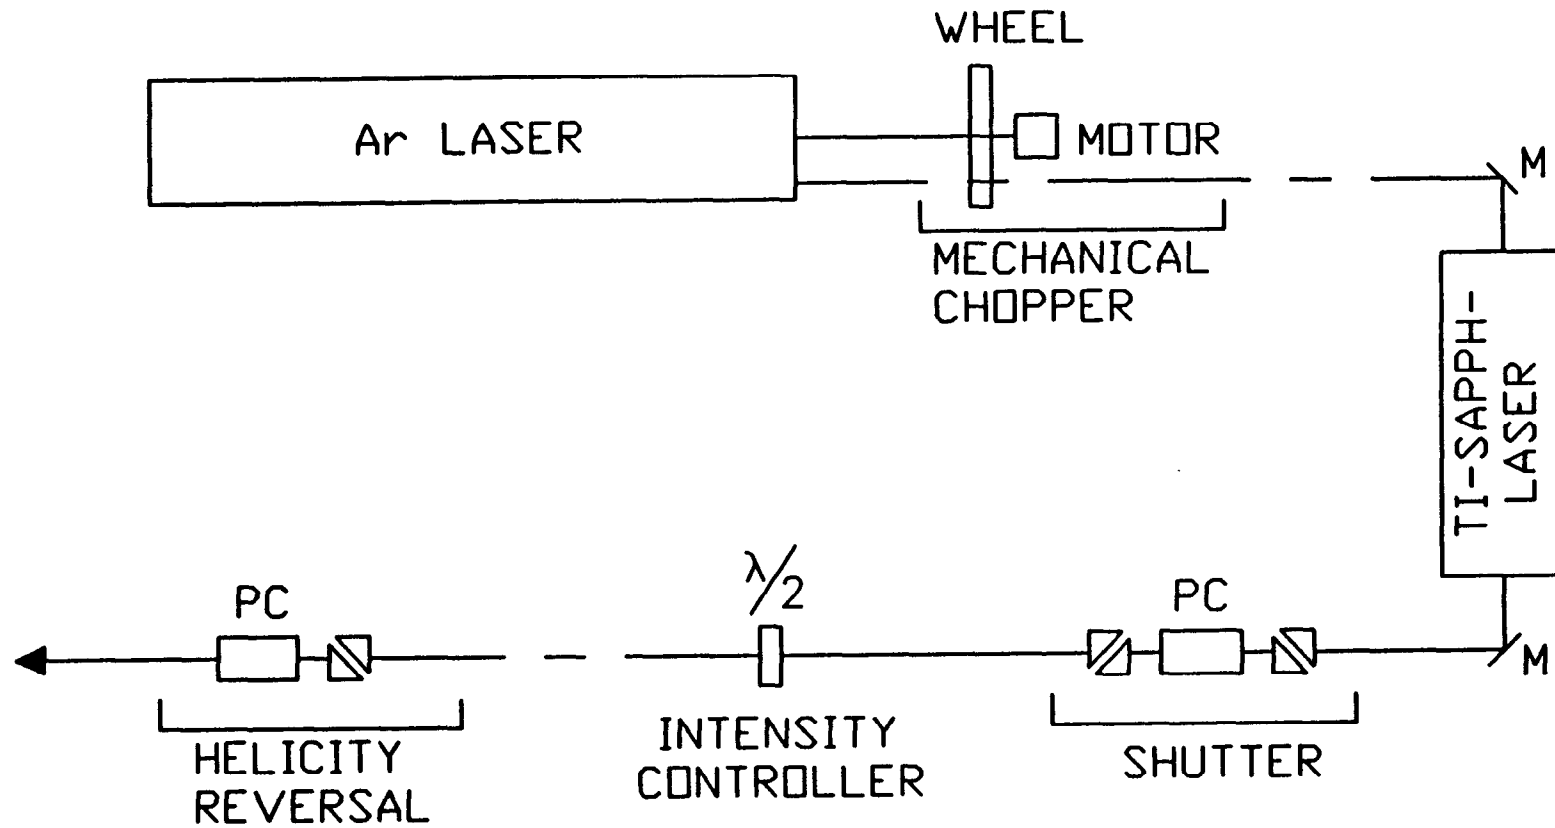 WHEEL
Ar LASER
MOTOR
M
MECHANICAL
CHOPPER
TI-SAPPH-
LASER
λ/2
PC
PC
M
HELICITY
REVERSAL
INTENSITY
CONTROLLER
SHUTTER